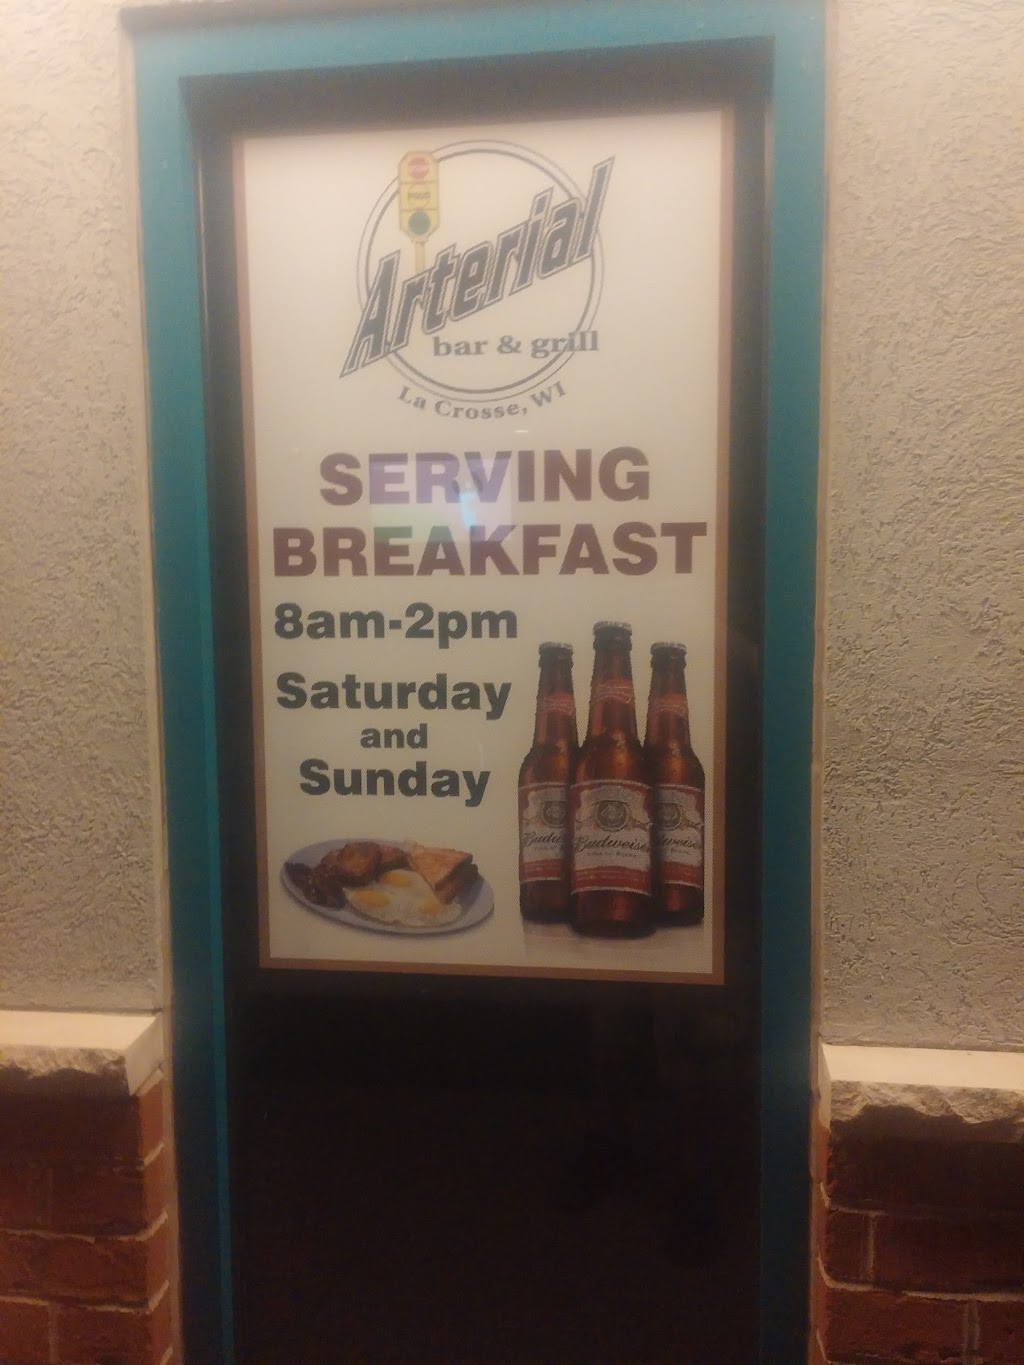 Arterial
bar & grill
La Crosse, WI
SERVING
BREAKFAST
8am-2pm
Saturday
and
Sunday
Budweiser